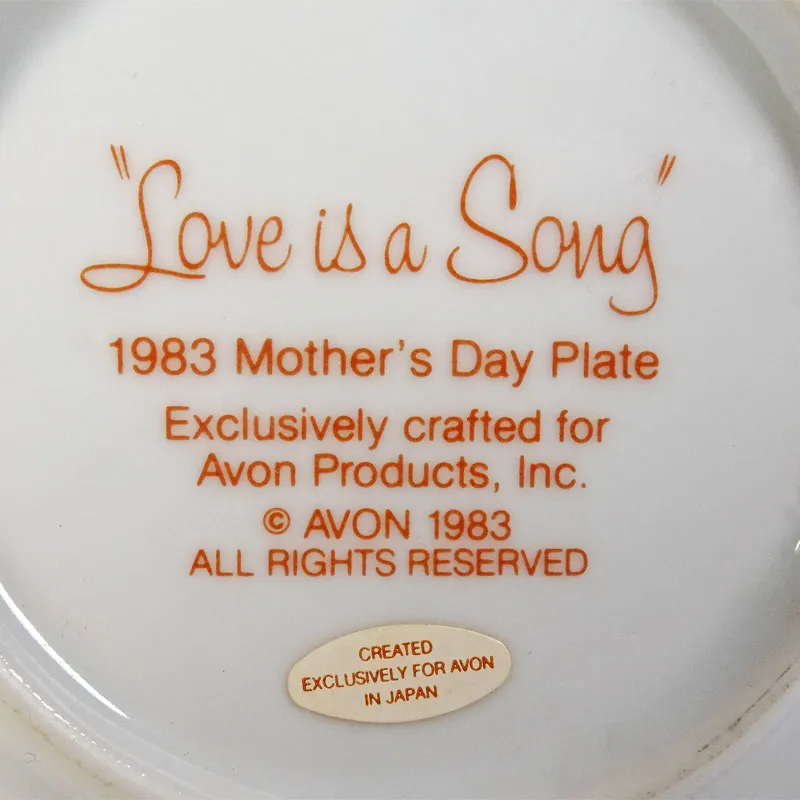 "Love is a Song"
1983 Mother's Day Plate
Exclusively crafted for
Avon Products, Inc.
© AVON 1983
ALL RIGHTS RESERVED
CREATED
EXCLUSIVELY FOR AVON
IN JAPAN